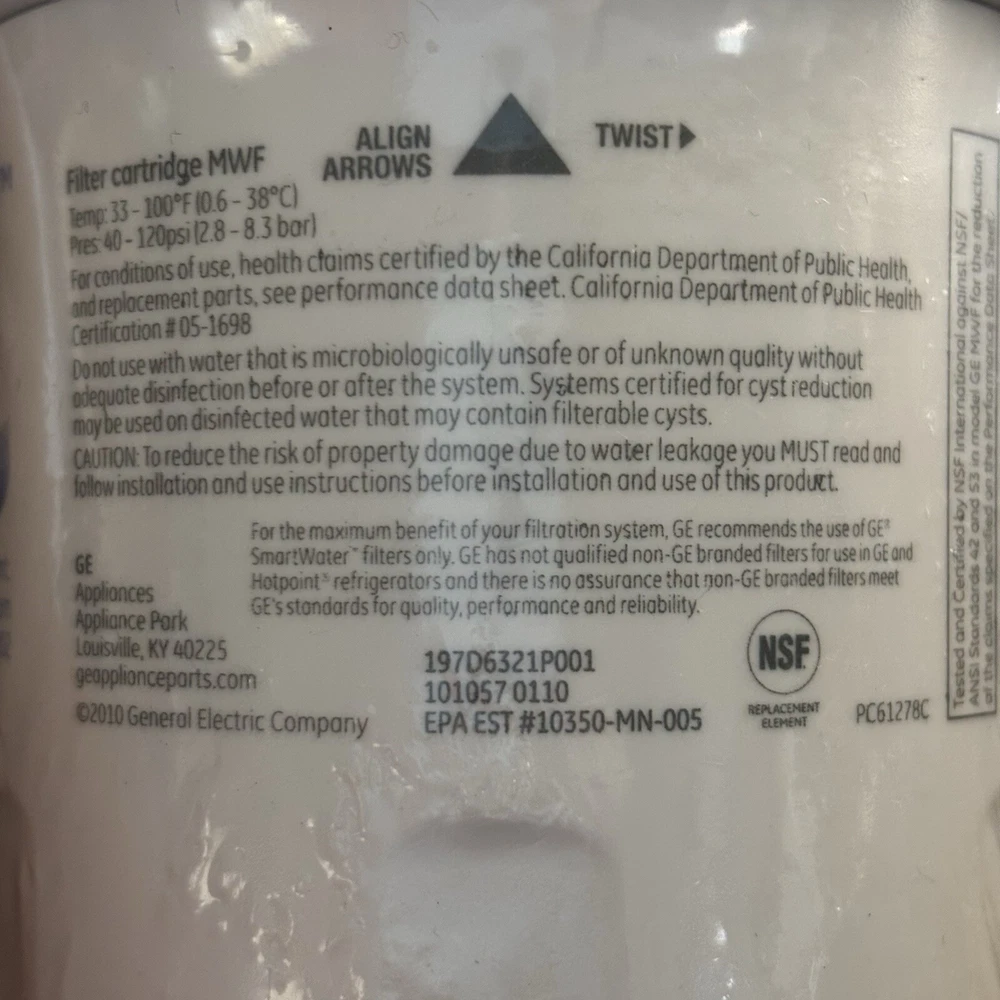 ALIGN
ARROWS
TWIST
Filter cartridge MWF
Temp: 33 - 100°F (0.6 - 38°C)
Pres: 40 - 120psi (2.8 - 8.3 bar)
For conditions of use, health claims certified by the California Department of Public Health,
and replacement parts, see performance data sheet. California Department of Public Health
Certification # 05-1698
Do not use with water that is microbiologically unsafe or of unknown quality without
adequate disinfection before or after the system. Systems certified for cyst reduction
may be used on disinfected water that may contain filterable cysts.
CAUTION: To reduce the risk of property damage due to water leakage you MUST read and
follow installation and use instructions before installation and use of this product.
For the maximum benefit of your filtration system, GE recommends the use of GE®
SmartWater™ filters only. GE has not qualified non-GE branded filters for use in GE and
Hotpoint® refrigerators and there is no assurance that non-GE branded filters meet
GE's standards for quality, performance and reliability.
GE
Appliances
Appliance Park
Louisville, KY 40225
geapplianceparts.com
©2010 General Electric Company
197D6321P001
101057 0110
EPA EST #10350-MN-005
NSF
REPLACEMENT
ELEMENT
PC61278C
Tested and Certified by NSF International against NSF/
ANSI Standards 42 and 53 in model GE MWF for the reduction
of the claims specified on the Performance Data Sheet.